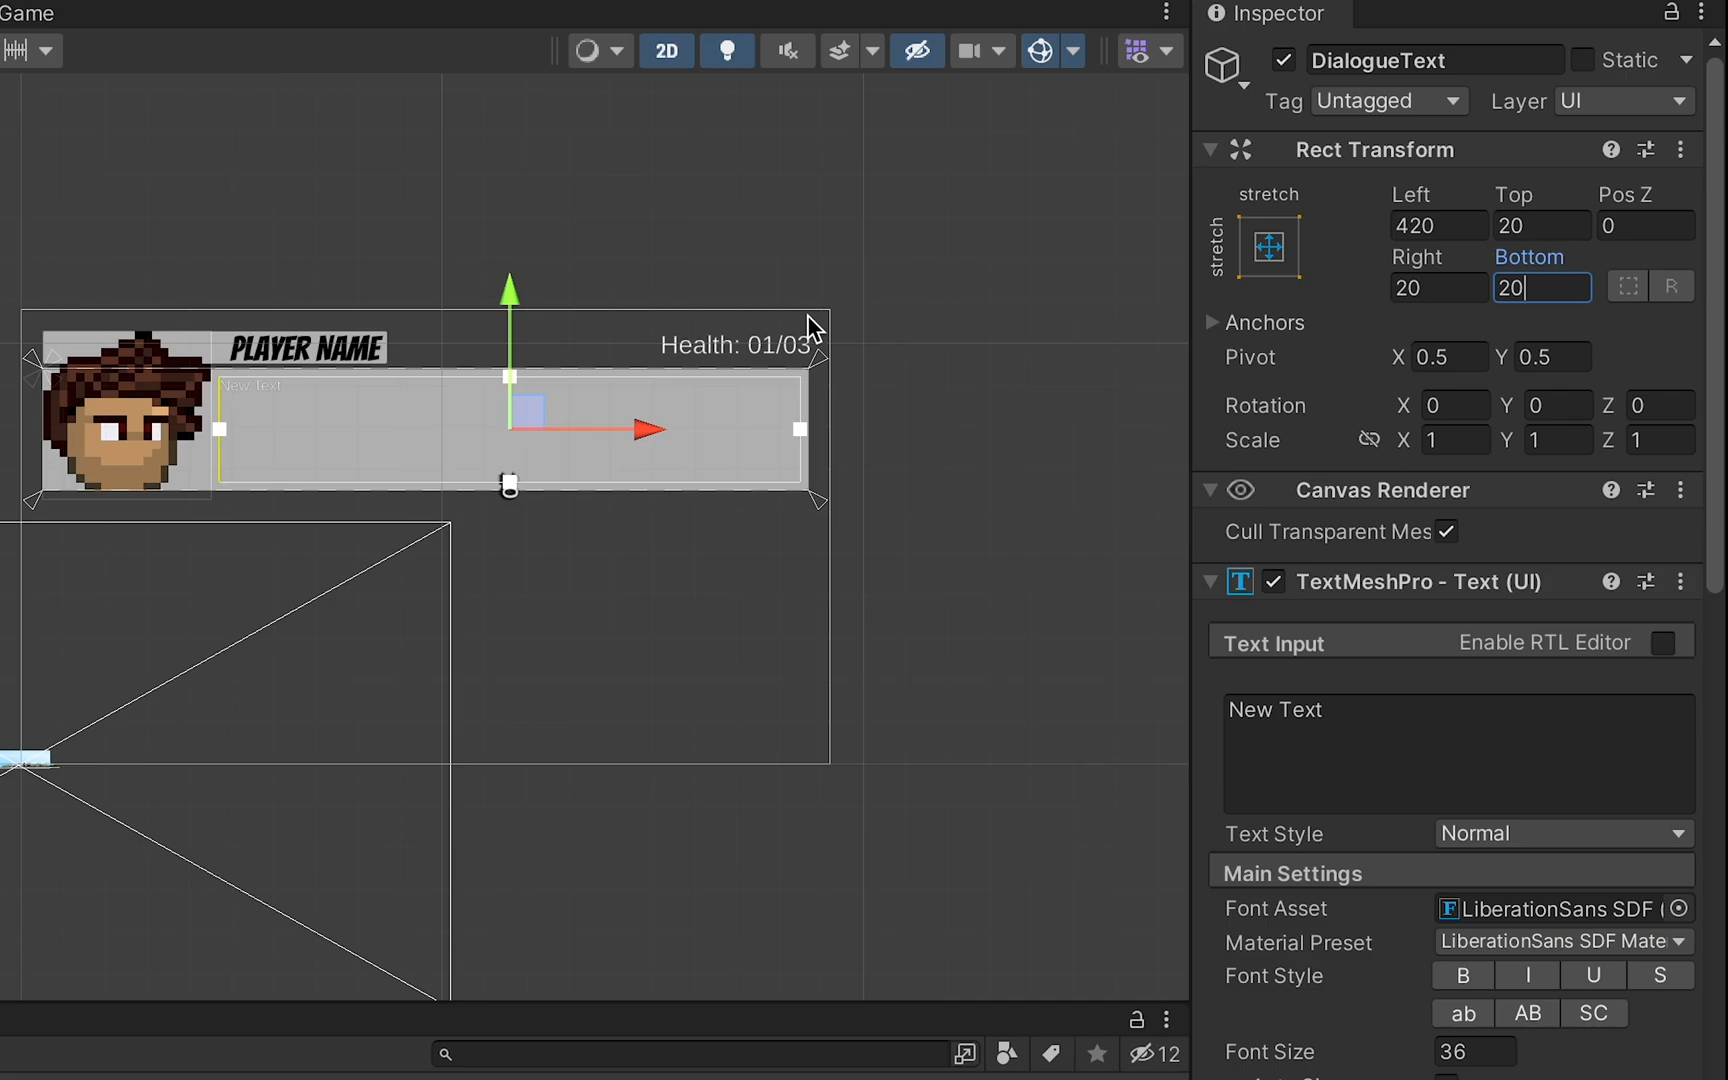 Game
Inspector
2D
DialogueText
Static
Tag Untagged Layer UI
Rect Transform
stretch
stretch
Left Top Pos Z
420 20 0
Right Bottom
20 20 R
Anchors
Pivot X 0.5 Y 0.5
Rotation X 0 Y 0 Z 0
Scale X 1 Y 1 Z 1
PLAYER NAME
Health: 01/03
New Text
Canvas Renderer
Cull Transparent Mes
T TextMeshPro - Text (UI)
Text Input Enable RTL Editor
New Text
Text Style Normal
Main Settings
Font Asset F LiberationSans SDF (
Material Preset LiberationSans SDF Mate
Font Style B I U S
ab AB SC
Font Size 36
12